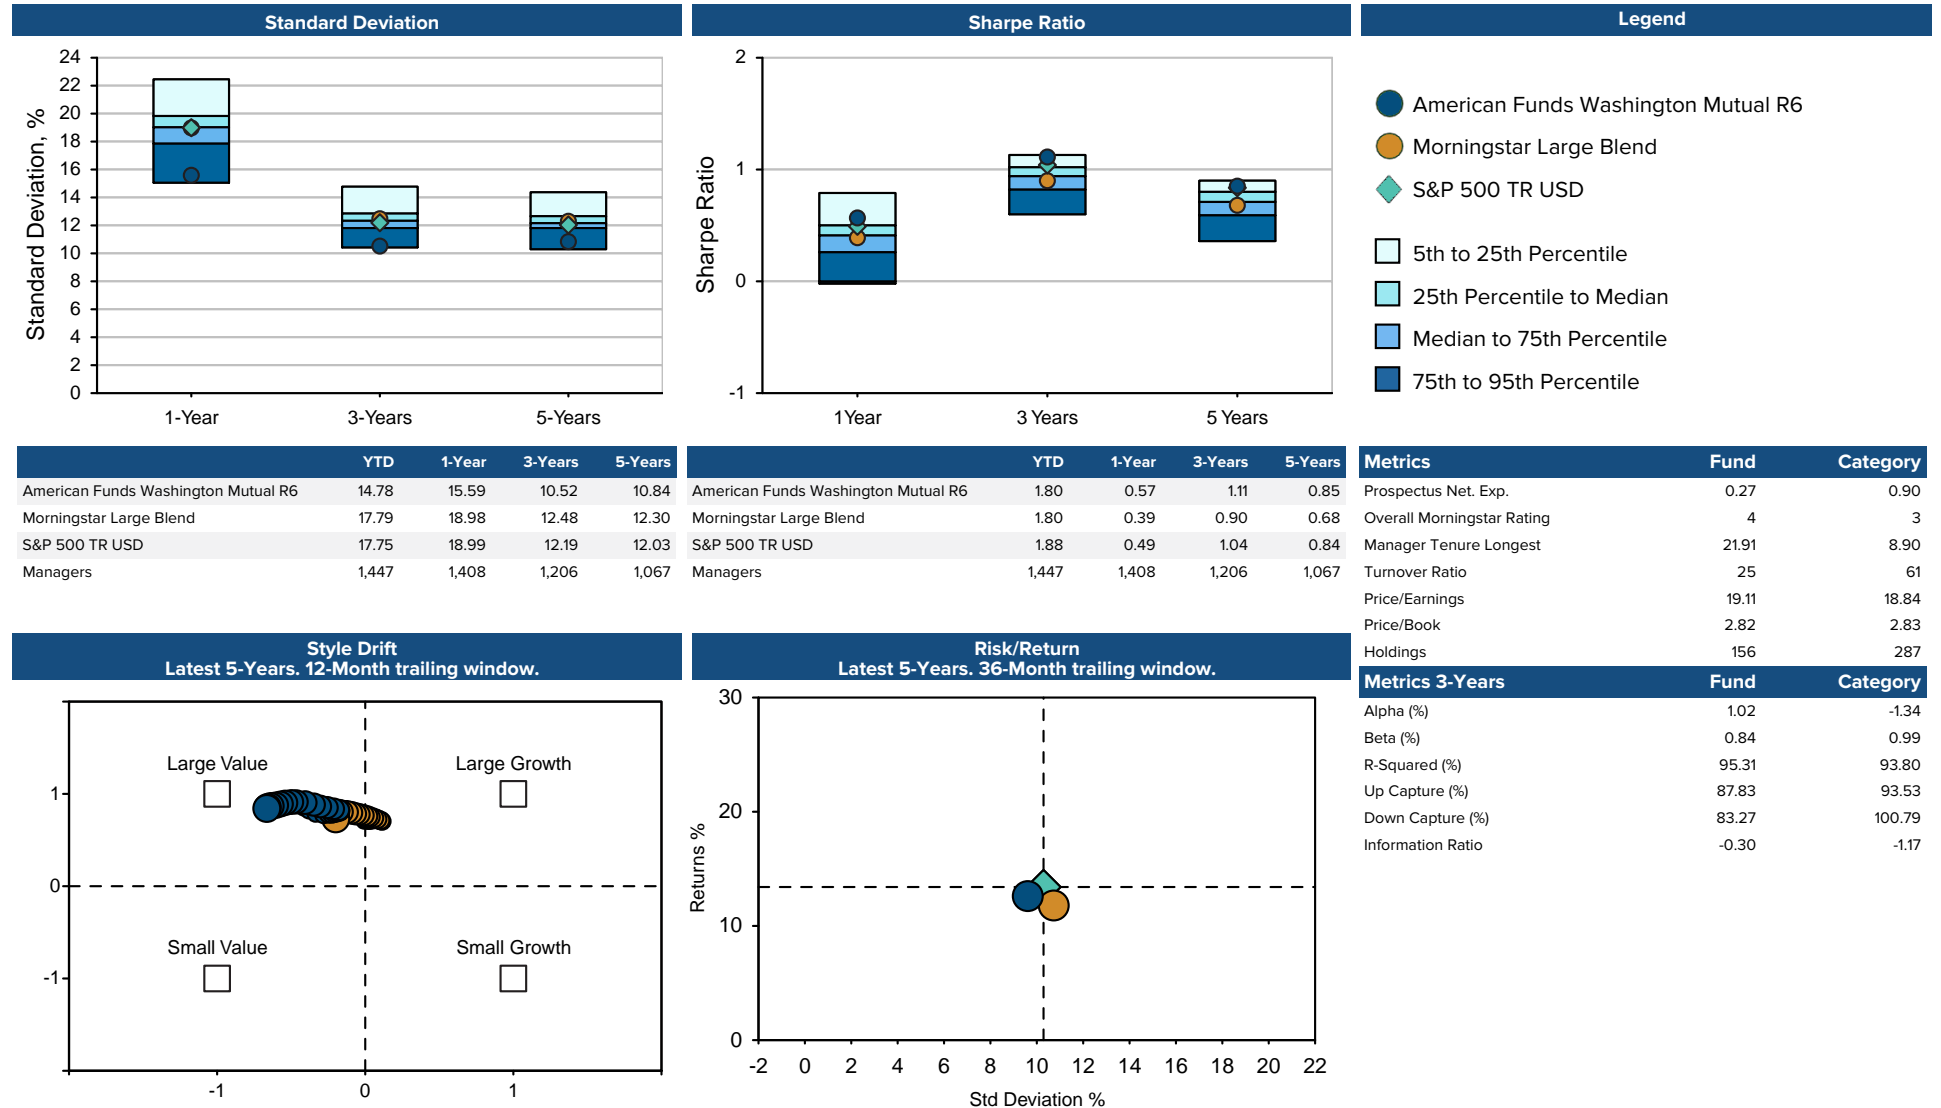 Standard Deviation
24
22
20
18
16
14
12
10
8
6
4
2
0
Standard Deviation, %
1-Year 3-Years 5-Years
Sharpe Ratio
2
1
0
-1
Sharpe Ratio
1Year 3 Years 5 Years
Legend
American Funds Washington Mutual R6
Morningstar Large Blend
S&P 500 TR USD
5th to 25th Percentile
25th Percentile to Median
Median to 75th Percentile
75th to 95th Percentile
YTD 1-Year 3-Years 5-Years
American Funds Washington Mutual R6 14.78 15.59 10.52 10.84
Morningstar Large Blend 17.79 18.98 12.48 12.30
S&P 500 TR USD 17.75 18.99 12.19 12.03
Managers 1,447 1,408 1,206 1,067
YTD 1-Year 3-Years 5-Years
American Funds Washington Mutual R6 1.80 0.57 1.11 0.85
Morningstar Large Blend 1.80 0.39 0.90 0.68
S&P 500 TR USD 1.88 0.49 1.04 0.84
Managers 1,447 1,408 1,206 1,067
Metrics Fund Category
Prospectus Net. Exp. 0.27 0.90
Overall Morningstar Rating 4 3
Manager Tenure Longest 21.91 8.90
Turnover Ratio 25 61
Price/Earnings 19.11 18.84
Price/Book 2.82 2.83
Holdings 156 287
Metrics 3-Years Fund Category
Alpha (%) 1.02 -1.34
Beta (%) 0.84 0.99
R-Squared (%) 95.31 93.80
Up Capture (%) 87.83 93.53
Down Capture (%) 83.27 100.79
Information Ratio -0.30 -1.17
Style Drift
Latest 5-Years. 12-Month trailing window.
Large Value Large Growth
1
0
Small Value Small Growth
-1
-1 0 1
Risk/Return
Latest 5-Years. 36-Month trailing window.
30
20
10
0
Returns %
-2 0 2 4 6 8 10 12 14 16 18 20 22
Std Deviation %